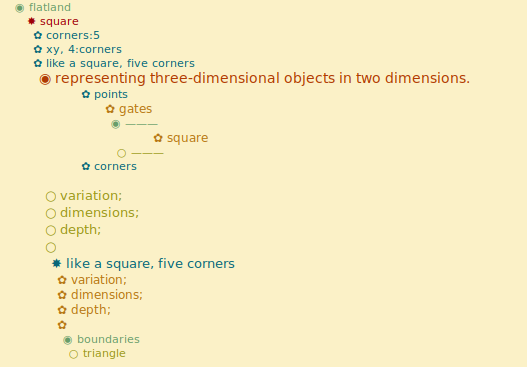 ◉ flatland
✸ square
✿ corners:5
✿ xy, 4:corners
✿ like a square, five corners
◉ representing three-dimensional objects in two dimensions.
✿ points
✿ gates
◉ ———
✿ square
○ ———
✿ corners
○ variation;
○ dimensions;
○ depth;
○
✸ like a square, five corners
✿ variation;
✿ dimensions;
✿ depth;
✿
◉ boundaries
○ triangle